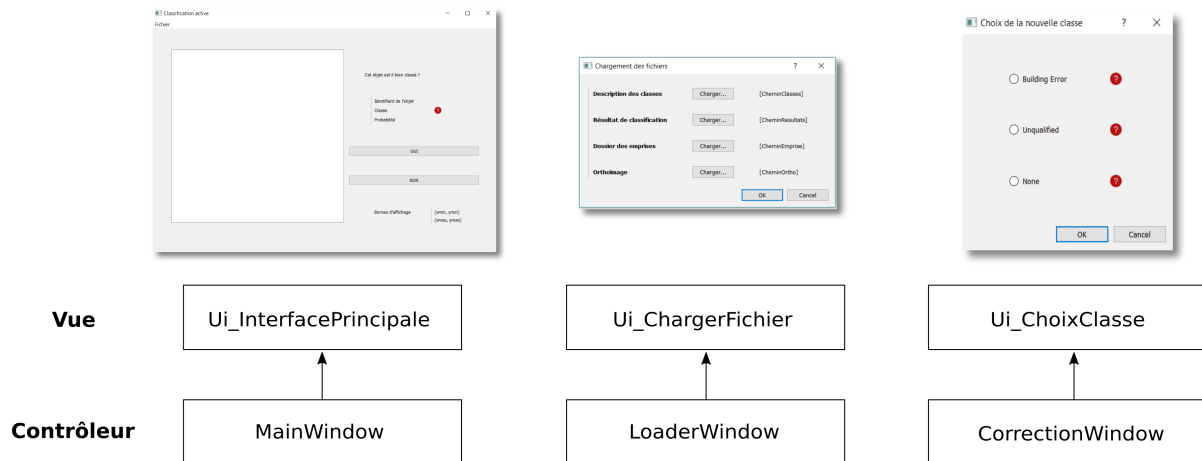 Classification active
Fichier
Cet objet est il bien classé ?
Identifiant de l'objet
Classe
?
Probabilité
OUI
NON
Bornes d'affichage
(xmin, ymin)
(xmax, ymax)
Chargement des fichiers ?
Description des classes Charger... [CheminClasses]
Résultat de classification Charger... [CheminResultats]
Dossier des emprises Charger... [CheminEmprise]
Orthoimage Charger... [CheminOrtho]
OK Cancel
Choix de la nouvelle classe ?
Building Error ?
Unqualified ?
None ?
OK Cancel
Vue Ui_InterfacePrincipale Ui_ChargerFichier Ui_ChoixClasse
Contrôleur MainWindow LoaderWindow CorrectionWindow